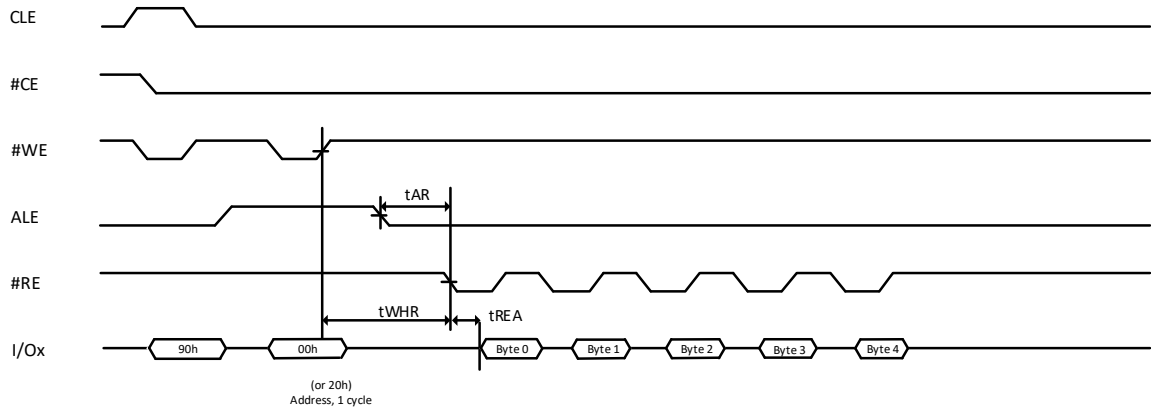 CLE
#CE
#WE
tAR
ALE
#RE
tWHR
tREA
I/Ox
90h
00h
Byte 0
Byte 1
Byte 2
Byte 3
Byte 4
(or 20h)
Address, 1 cycle